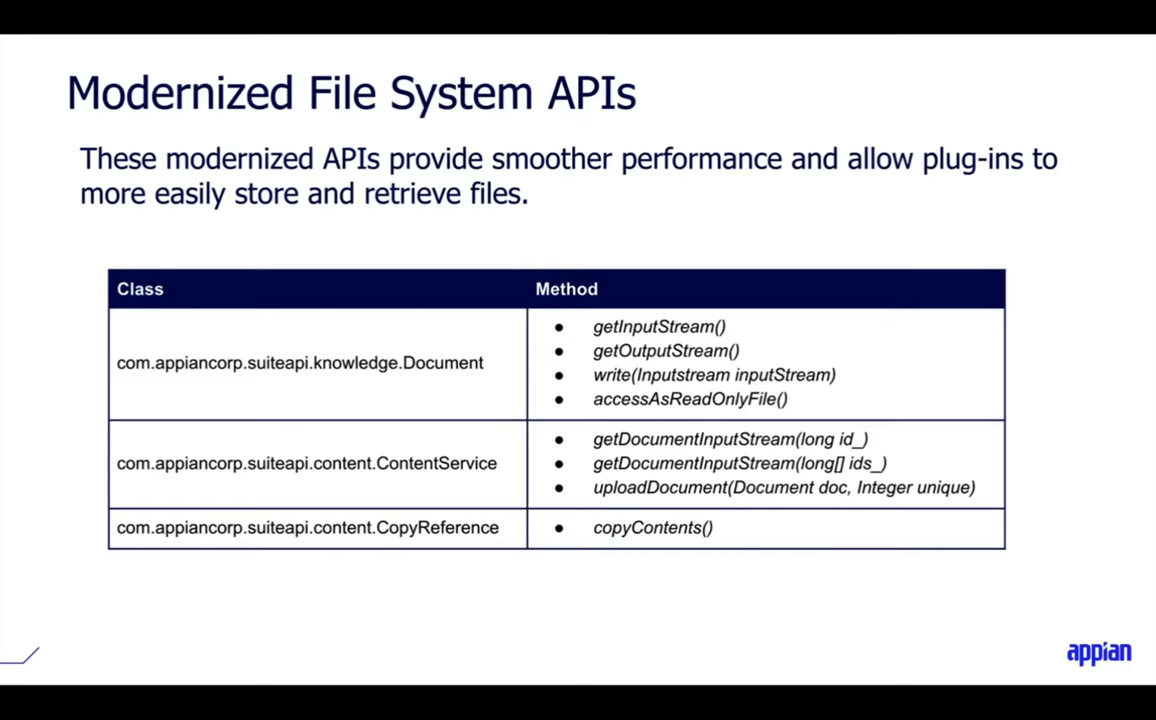 Modernized File System APIs
These modernized APIs provide smoother performance and allow plug-ins to
more easily store and retrieve files.
Class
Method
com.appiancorp.suiteapi.knowledge.Document
● getInputStream()
● getOutputStream()
● write(Inputstream inputStream)
● accessAsReadOnlyFile()
com.appiancorp.suiteapi.content.ContentService
● getDocumentInputStream(long id_)
● getDocumentInputStream(long[] ids_)
● uploadDocument(Document doc, Integer unique)
com.appiancorp.suiteapi.content.CopyReference
● copyContents()
appian